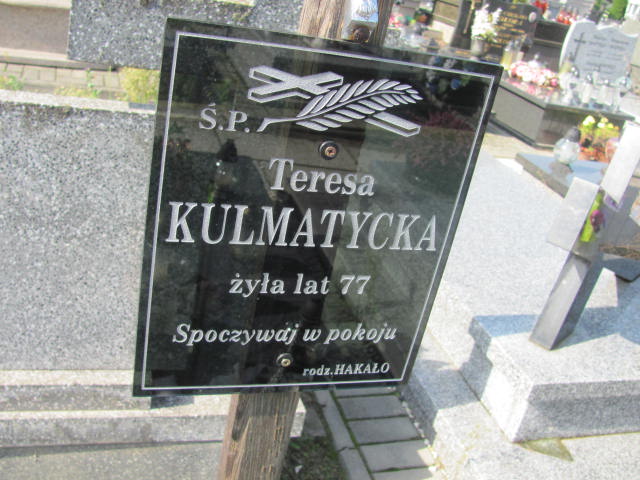 Ś.P.
Teresa
KULMATYCKA
żyła lat 77
Spoczywaj w pokoju
rodz.HAKAŁO